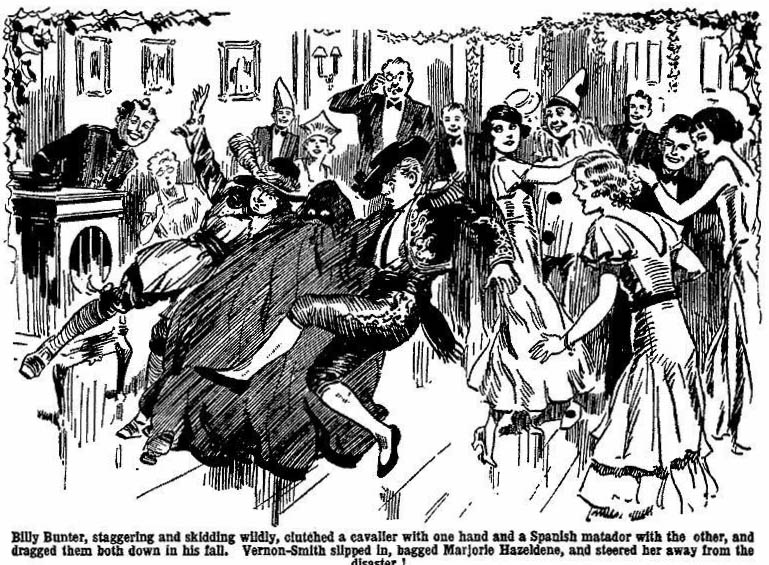 Billy Bunter, staggering and skidding wildly, clutched a cavalier with one hand and a Spanish matador with the other, and
dragged them both down in his fall. Vernon-Smith slipped in, bagged Marjorie Hazeldene, and steered her away from the
disaster!